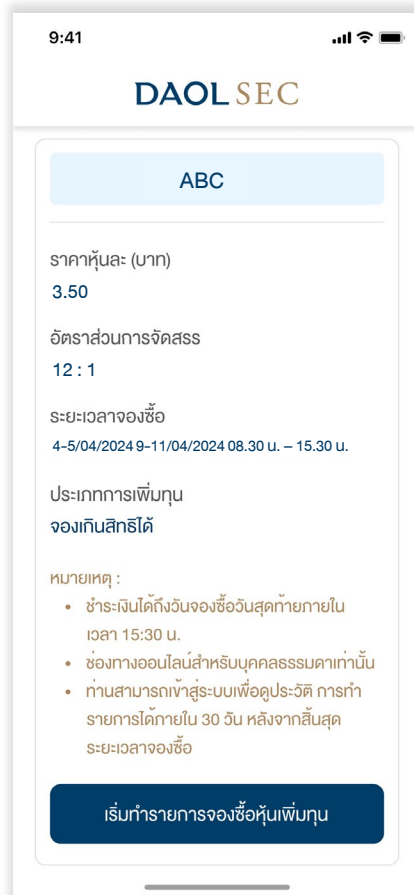 9:41
DAOL SEC
ABC
ราคาหุ้นละ (บาท)
3.50
อัตราส่วนการจัดสรร
12 : 1
ระยะเวลาจองซื้อ
4-5/04/2024 9-11/04/2024 08.30 น. – 15.30 น.
ประเภทการเพิ่มทุน
จองเกินสิทธิได้
หมายเหตุ :
• ชำระเงินได้ถึงวันจองซื้อวันสุดท้ายภายใน
เวลา 15:30 น.
• ช่องทางออนไลน์สำหรับบุคคลธรรมดาเท่านั้น
• ท่านสามารถเข้าสู่ระบบเพื่อดูประวัติ การทำ
รายการได้ภายใน 30 วัน หลังจากสิ้นสุด
ระยะเวลาจองซื้อ
เริ่มทำรายการจองซื้อหุ้นเพิ่มทุน